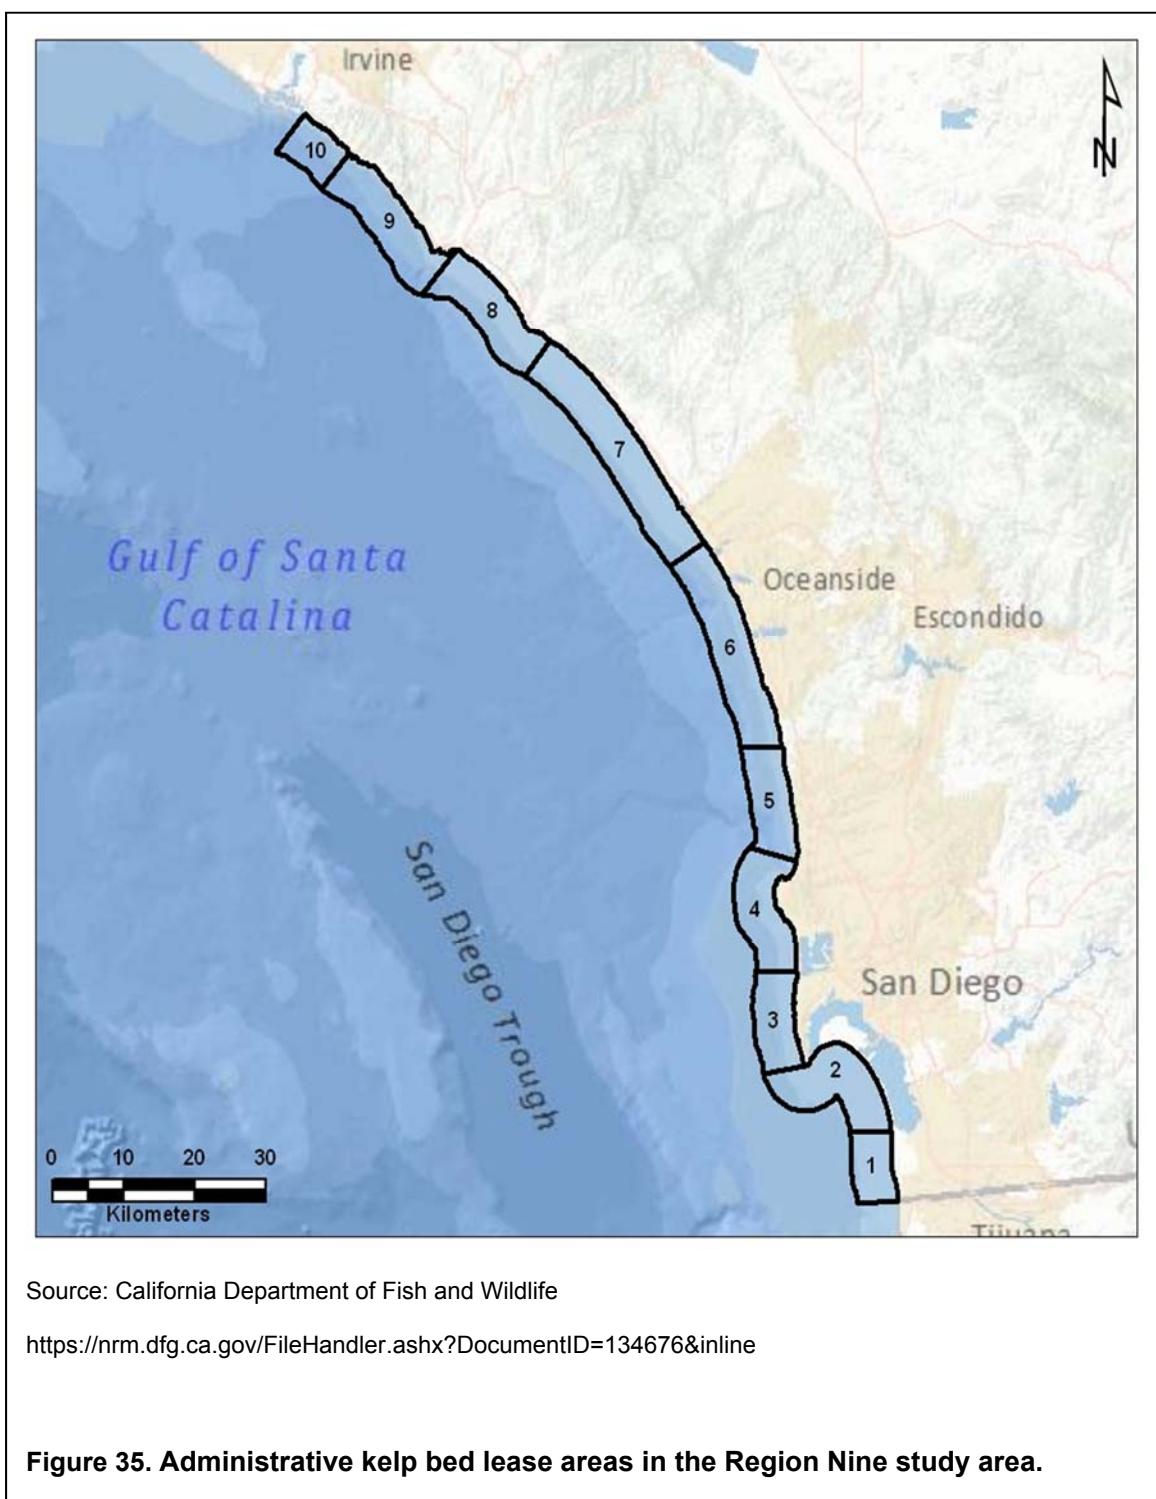 Irvine
N
10
9
8
7
Gulf of Santa
Catalina
Oceanside
Escondido
6
5
San Diego Trough
4
San Diego
3
2
1
0 10 20 30
Kilometers
Tijuana
Source: California Department of Fish and Wildlife
https://nrm.dfg.ca.gov/FileHandler.ashx?DocumentID=134676&inline
Figure 35. Administrative kelp bed lease areas in the Region Nine study area.